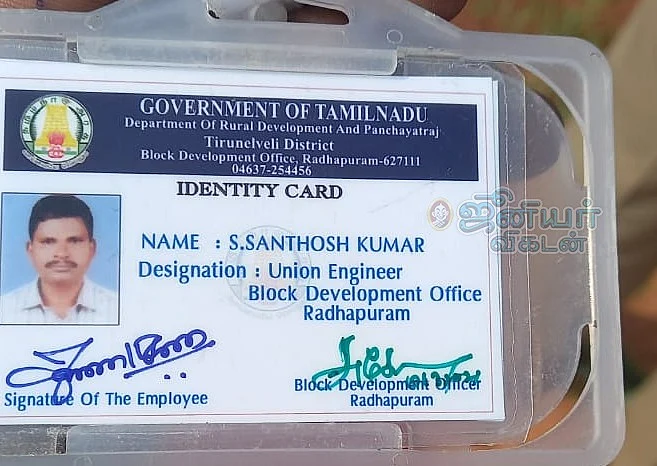 GOVERNMENT OF TAMILNADU
Department Of Rural Development And Panchayatraj
Tirunelveli District
Block Development Office, Radhapuram-627111
04637-254456
IDENTITY CARD
ஜூனியர்
விகடன்
NAME : S.SANTHOSH KUMAR
Designation : Union Engineer
Block Development Office
Radhapuram
Signature Of The Employee
Block Development Officer
Radhapuram